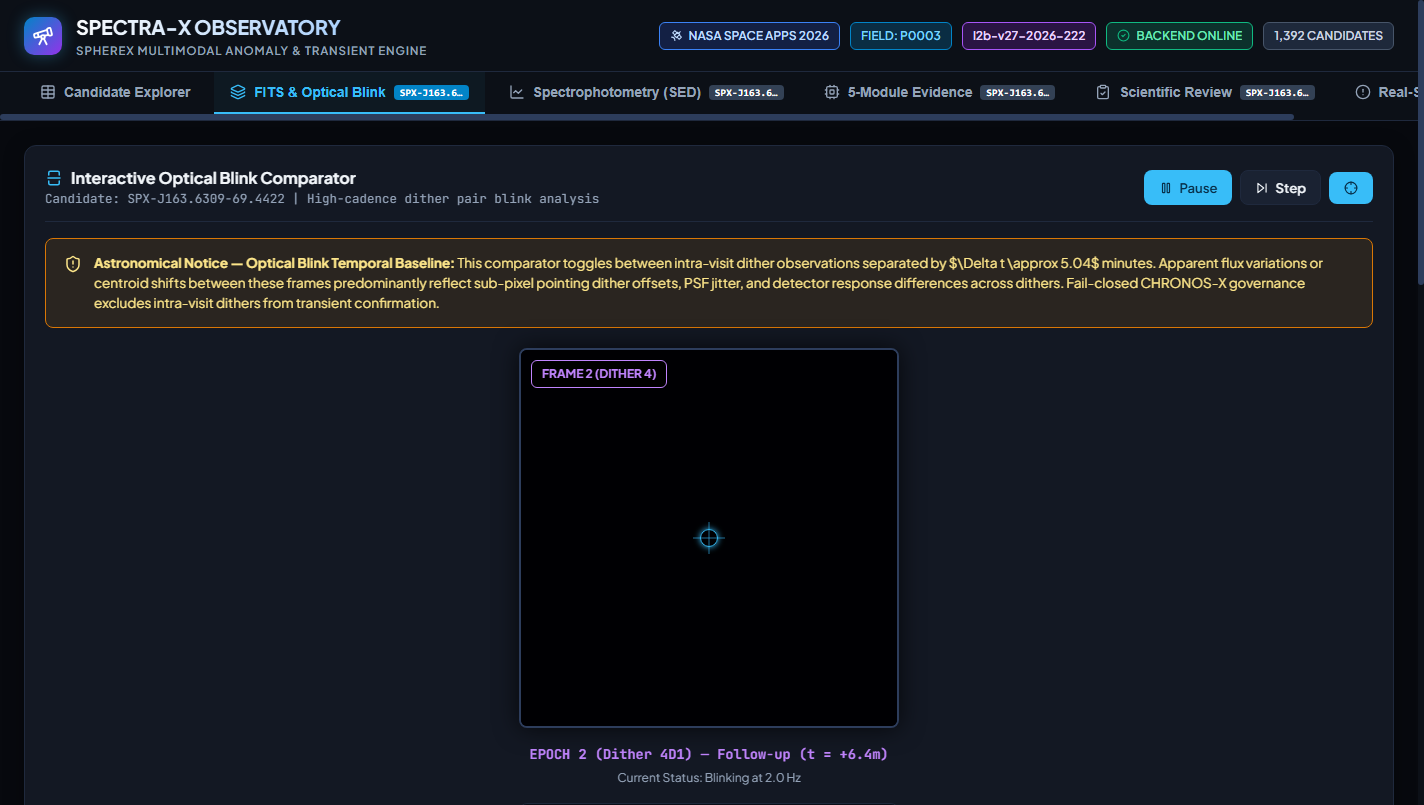 SPECTRA-X OBSERVATORY
SPHEREX MULTIMODAL ANOMALY & TRANSIENT ENGINE
NASA SPACE APPS 2026
FIELD: P0003
l2b-v27-2026-222
BACKEND ONLINE
1,392 CANDIDATES
Candidate Explorer
FITS & Optical Blink SPX-J163.6…
Spectrophotometry (SED) SPX-J163.6…
5-Module Evidence SPX-J163.6…
Scientific Review SPX-J163.6…
Real-S
Interactive Optical Blink Comparator
Candidate: SPX-J163.6309-69.4422 | High-cadence dither pair blink analysis
Pause
Step
Astronomical Notice — Optical Blink Temporal Baseline: This comparator toggles between intra-visit dither observations separated by $\Delta t \approx 5.04$ minutes. Apparent flux variations or
centroid shifts between these frames predominantly reflect sub-pixel pointing dither offsets, PSF jitter, and detector response differences across dithers. Fail-closed CHRONOS-X governance
excludes intra-visit dithers from transient confirmation.
FRAME 2 (DITHER 4)
EPOCH 2 (Dither 4D1) — Follow-up (t = +6.4m)
Current Status: Blinking at 2.0 Hz